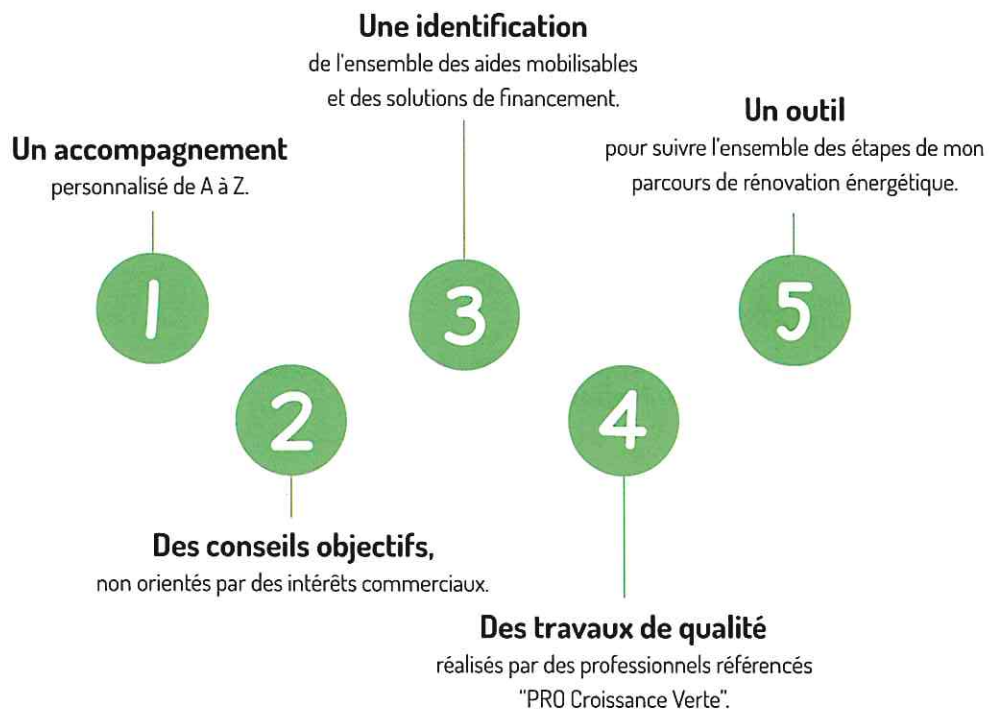 Un accompagnement
personnalisé de A à Z.
1
2
Des conseils objectifs,
non orientés par des intérêts commerciaux.
Une identification
de l'ensemble des aides mobilisables
et des solutions de financement.
3
4
Des travaux de qualité
réalisés par des professionnels référencés
"PRO Croissance Verte".
Un outil
pour suivre l'ensemble des étapes de mon
parcours de rénovation énergétique.
5